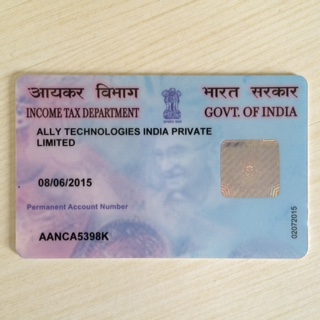 आयकर विभाग
INCOME TAX DEPARTMENT
भारत सरकार
GOVT. OF INDIA
ALLY TECHNOLOGIES INDIA PRIVATE
LIMITED
08/06/2015
Permanent Account Number
AANCA5398K
02072015